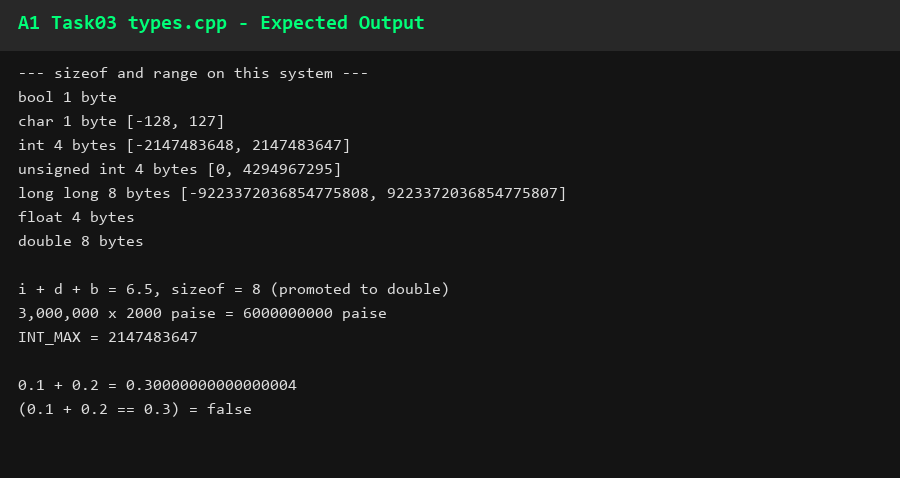 A1 Task03 types.cpp - Expected Output
--- sizeof and range on this system ---
bool 1 byte
char 1 byte [-128, 127]
int 4 bytes [-2147483648, 2147483647]
unsigned int 4 bytes [0, 4294967295]
long long 8 bytes [-9223372036854775808, 9223372036854775807]
float 4 bytes
double 8 bytes
i + d + b = 6.5, sizeof = 8 (promoted to double)
3,000,000 x 2000 paise = 6000000000 paise
INT_MAX = 2147483647
0.1 + 0.2 = 0.30000000000000004
(0.1 + 0.2 == 0.3) = false